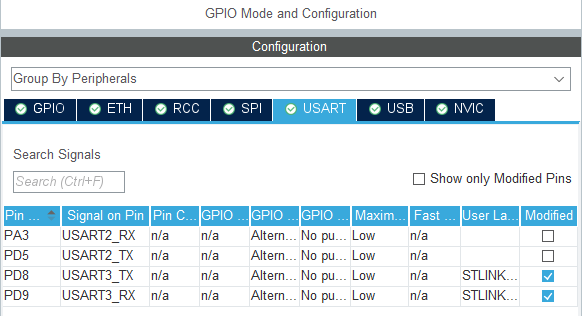 GPIO Mode and Configuration
Configuration
Group By Peripherals
GPIO ETH RCC SPI USART USB NVIC
Search Signals
Search (Ctrl+F)
Show only Modified Pins
Pin ... Signal on Pin Pin C... GPIO ... GPIO ... GPIO ... Maxim... Fast ... User La... Modified
PA3 USART2_RX n/a n/a Altern... No pu... Low n/a
PD5 USART2_TX n/a n/a Altern... No pu... Low n/a
PD8 USART3_TX n/a n/a Altern... No pu... Low n/a STLINK...
PD9 USART3_RX n/a n/a Altern... No pu... Low n/a STLINK...